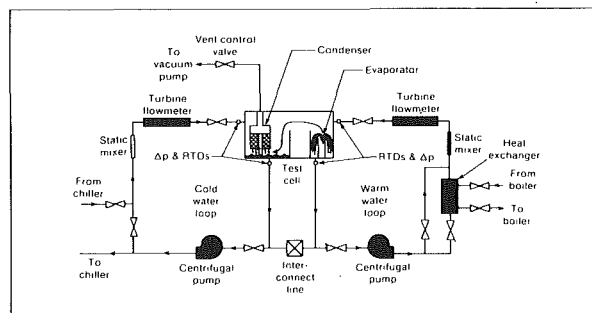 Vent control
valve
To
vacuum
pump
Condenser
Evaporator
Turbine
flowmeter
Turbine
flowmeter
Static
mixer
Static
mixer
Heat
exchanger
Δp & RTDs
Test
cell
RTDs & Δp
From
chiller
Cold
water
loop
Warm
water
loop
From
boiler
To
boiler
To
chiller
Centrifugal
pump
Inter-
connect
line
Centrifugal
pump